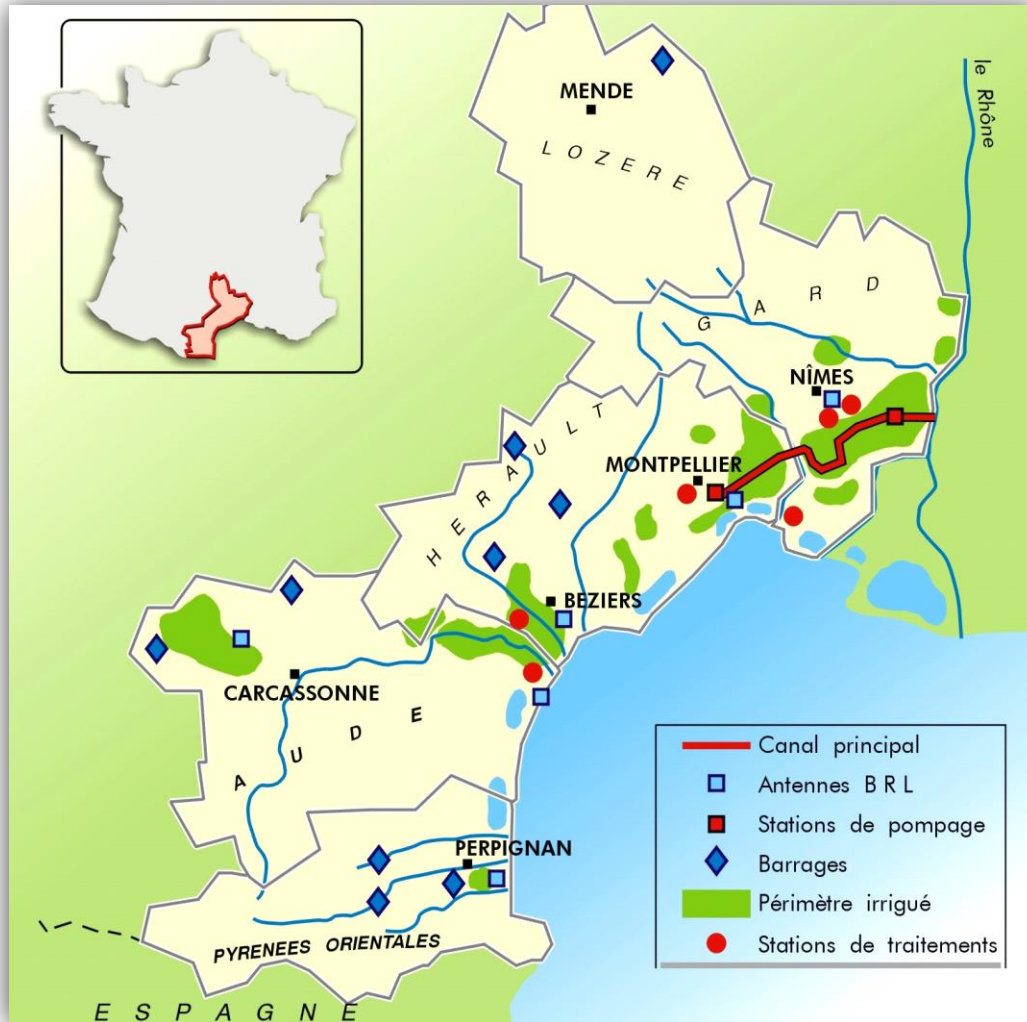 MENDE
LOZERE
le Rhône
GARD
NÎMES
HERAULT
MONTPELLIER
BEZIERS
CARCASSONNE
AUDE
PERPIGNAN
PYRENEES ORIENTALES
ESPAGNE
Canal principal
Antennes B R L
Stations de pompage
Barrages
Périmètre irrigué
Stations de traitements